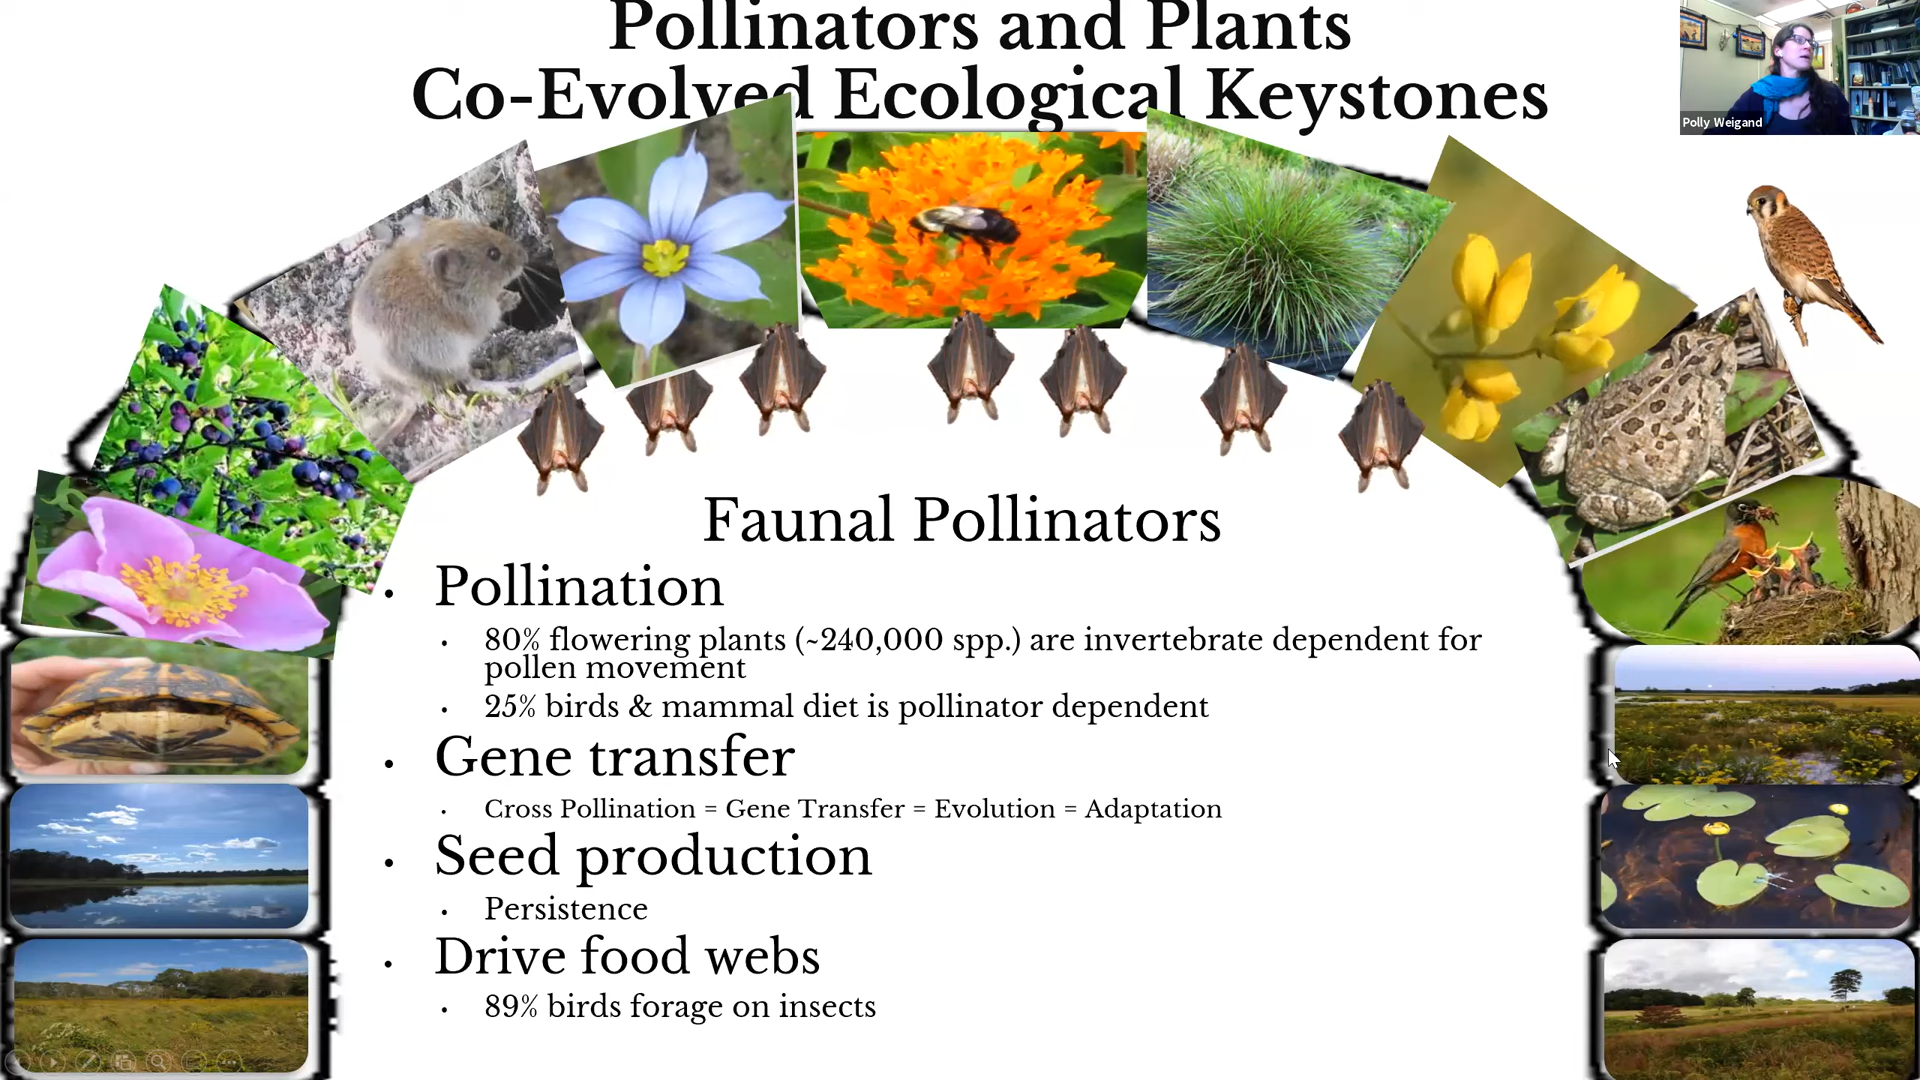 Pollinators and Plants
Co-Evolved Ecological Keystones
Polly Weigand
Faunal Pollinators
• Pollination
• 80% flowering plants (~240,000 spp.) are invertebrate dependent for
pollen movement
• 25% birds & mammal diet is pollinator dependent
• Gene transfer
• Cross Pollination = Gene Transfer = Evolution = Adaptation
• Seed production
• Persistence
• Drive food webs
• 89% birds forage on insects